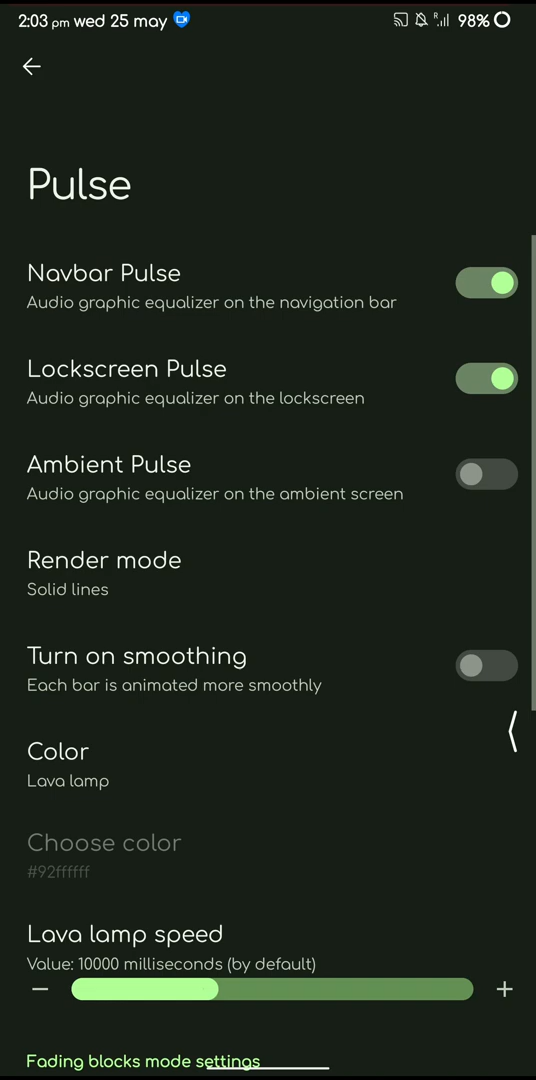 2:03 pm wed 25 may R 98%
Pulse
Navbar Pulse
Audio graphic equalizer on the navigation bar
Lockscreen Pulse
Audio graphic equalizer on the lockscreen
Ambient Pulse
Audio graphic equalizer on the ambient screen
Render mode
Solid lines
Turn on smoothing
Each bar is animated more smoothly
Color
Lava lamp
Choose color
#92ffffff
Lava lamp speed
Value: 10000 milliseconds (by default)
Fading blocks mode settings